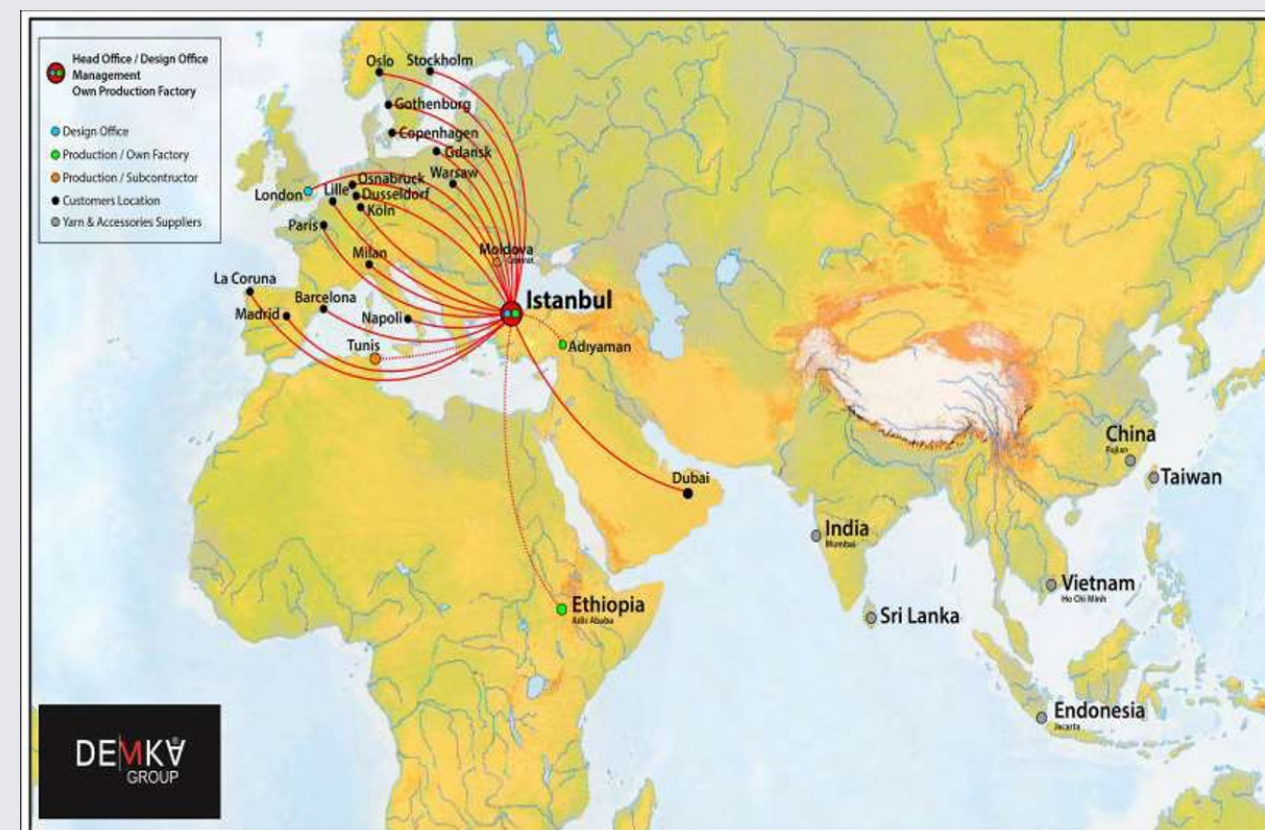 Head Office / Design Office
Management
Own Production Factory
Design Office
Production / Own Factory
Production / Subcontructor
Customers Location
Yarn & Accessories Suppliers
Oslo
Stockholm
Gothenburg
Copenhagen
Gdansk
Warsaw
Osnabruck
London
Lille
Dusseldorf
Köln
Paris
Milan
Moldova
La Coruna
Barcelona
Madrid
Napoli
Istanbul
Tunis
Adıyaman
Dubai
China
Fujian
Taiwan
India
Mumbai
Vietnam
Ho Chi Minh
Ethiopia
Sri Lanka
Endonesia
Jacarta
DEMKA
GROUP